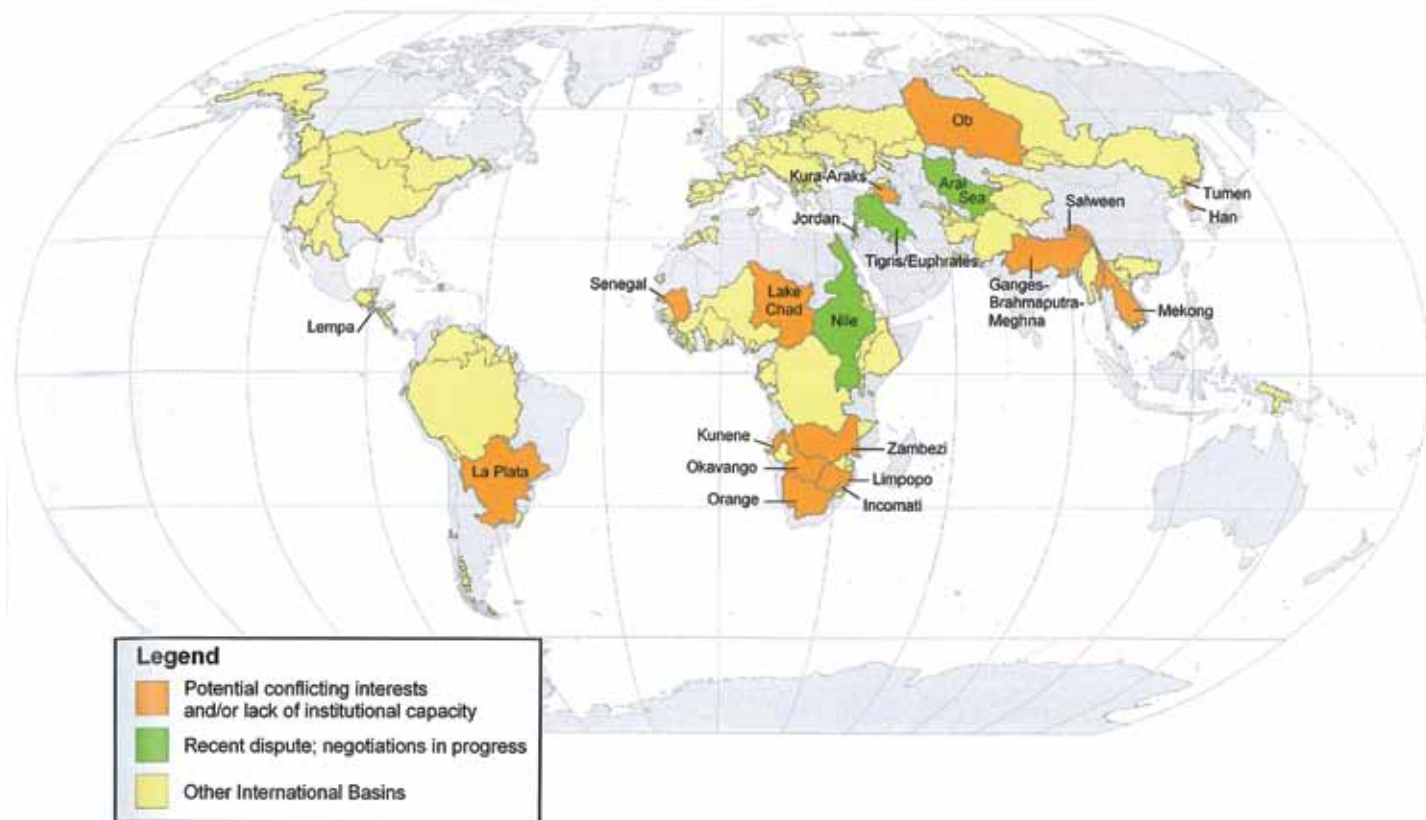 Ob
Kura-Araks
Aral
Sea
Tumen
Salween
Han
Jordan
Tigris/Euphrates
Senegal
Lake
Chad
Ganges-
Brahmaputra-
Meghna
Mekong
Nile
Lempa
Kunene
Zambezi
La Plata
Okavango
Limpopo
Orange
Incomati
Legend
Potential conflicting interests
and/or lack of institutional capacity
Recent dispute; negotiations in progress
Other International Basins